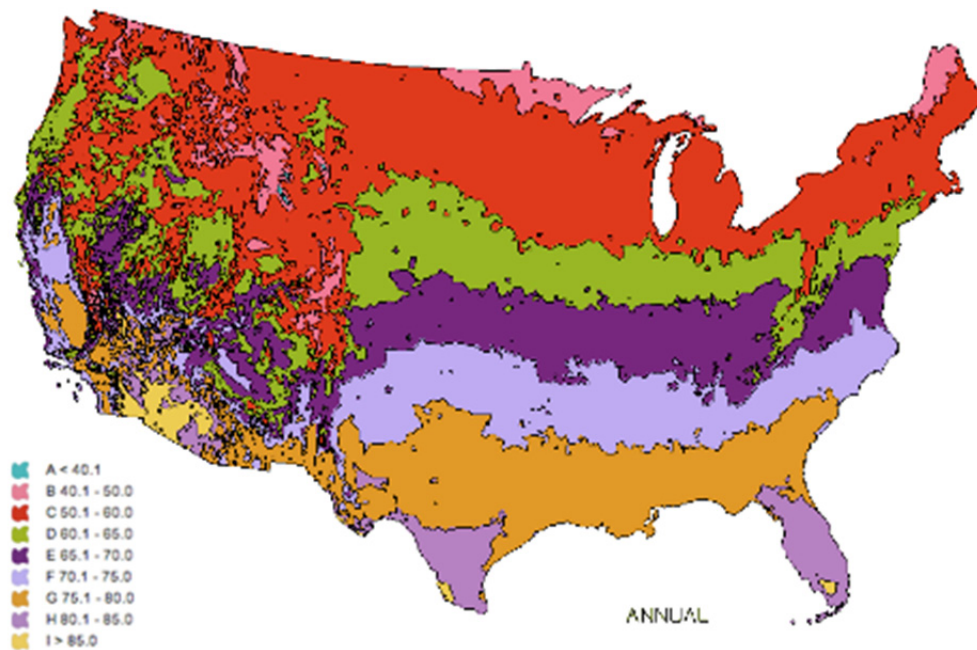 A < 40.1
B 40.1 - 50.0
C 50.1 - 60.0
D 60.1 - 65.0
E 65.1 - 70.0
F 70.1 - 75.0
G 75.1 - 80.0
H 80.1 - 85.0
I > 85.0
ANNUAL